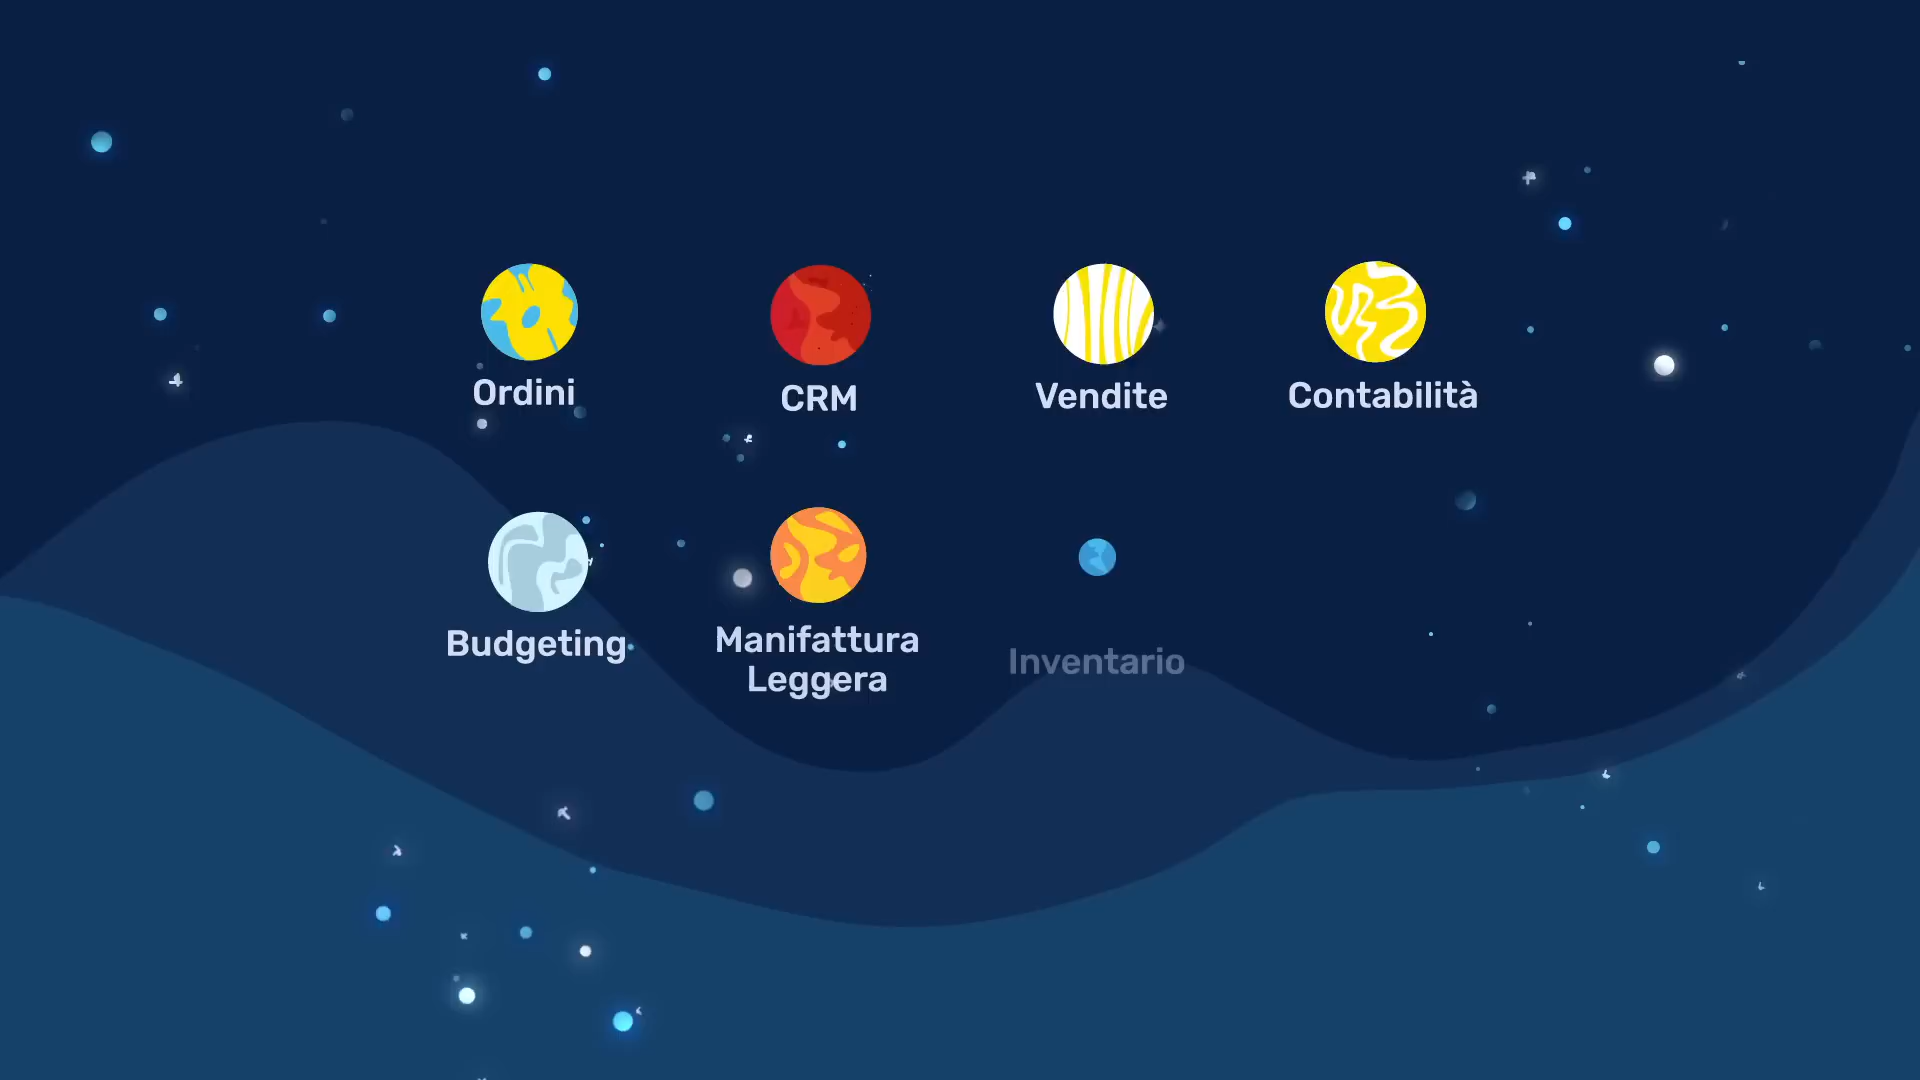 Ordini
CRM
Vendite
Contabilità
Budgeting
Manifattura
Leggera
Inventario